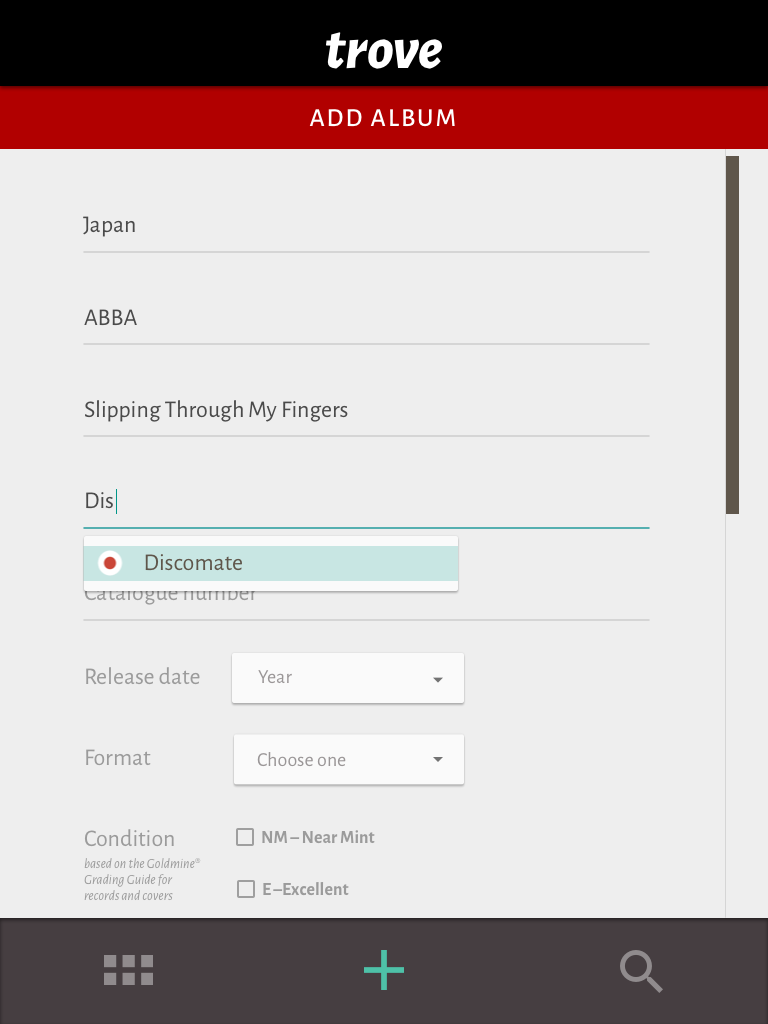 trove
ADD ALBUM
Japan
ABBA
Slipping Through My Fingers
Dis
Discomate
Catalogue number
Release date
Year
Format
Choose one
Condition
based on the Goldmine®
Grading Guide for
records and covers
NM – Near Mint
E –Excellent